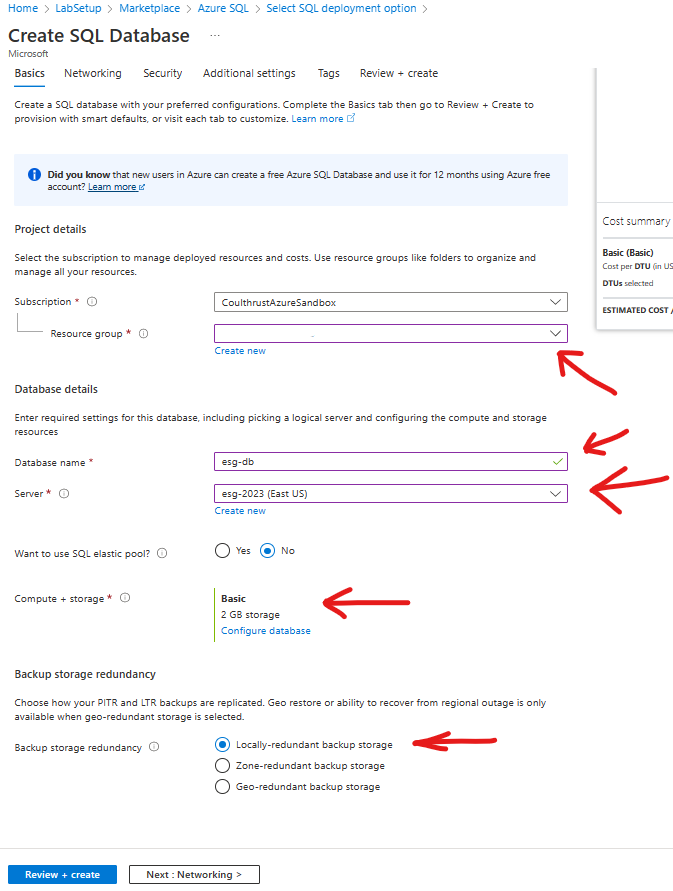 Home > LabSetup > Marketplace > Azure SQL > Select SQL deployment option >
Create SQL Database ...
Microsoft
Basics Networking Security Additional settings Tags Review + create
Create a SQL database with your preferred configurations. Complete the Basics tab then go to Review + Create to
provision with smart defaults, or visit each tab to customize. Learn more
Did you know that new users in Azure can create a free Azure SQL Database and use it for 12 months using Azure free
account? Learn more
Project details
Select the subscription to manage deployed resources and costs. Use resource groups like folders to organize and
manage all your resources.
Subscription * CoulthrustAzureSandbox
Resource group *
Create new
Database details
Enter required settings for this database, including picking a logical server and configuring the compute and storage
resources
Database name * esg-db
Server * esg-2023 (East US)
Create new
Want to use SQL elastic pool? Yes No
Compute + storage * Basic
2 GB storage
Configure database
Backup storage redundancy
Choose how your PITR and LTR backups are replicated. Geo restore or ability to recover from regional outage is only
available when geo-redundant storage is selected.
Backup storage redundancy Locally-redundant backup storage
Zone-redundant backup storage
Geo-redundant backup storage
Review + create Next : Networking >
Cost summary
Basic (Basic)
Cost per DTU (in US
DTUs selected
ESTIMATED COST /